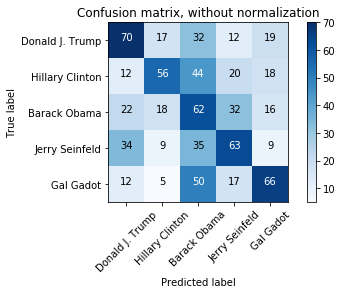 Confusion matrix, without normalization
Donald J. Trump 70 17 32 12 19
Hillary Clinton 12 56 44 20 18
Barack Obama 22 18 62 32 16
Jerry Seinfeld 34 9 35 63 9
Gal Gadot 12 5 50 17 66
True label
Donald J. Trump
Hillary Clinton
Barack Obama
Jerry Seinfeld
Gal Gadot
Predicted label
70
60
50
40
30
20
10